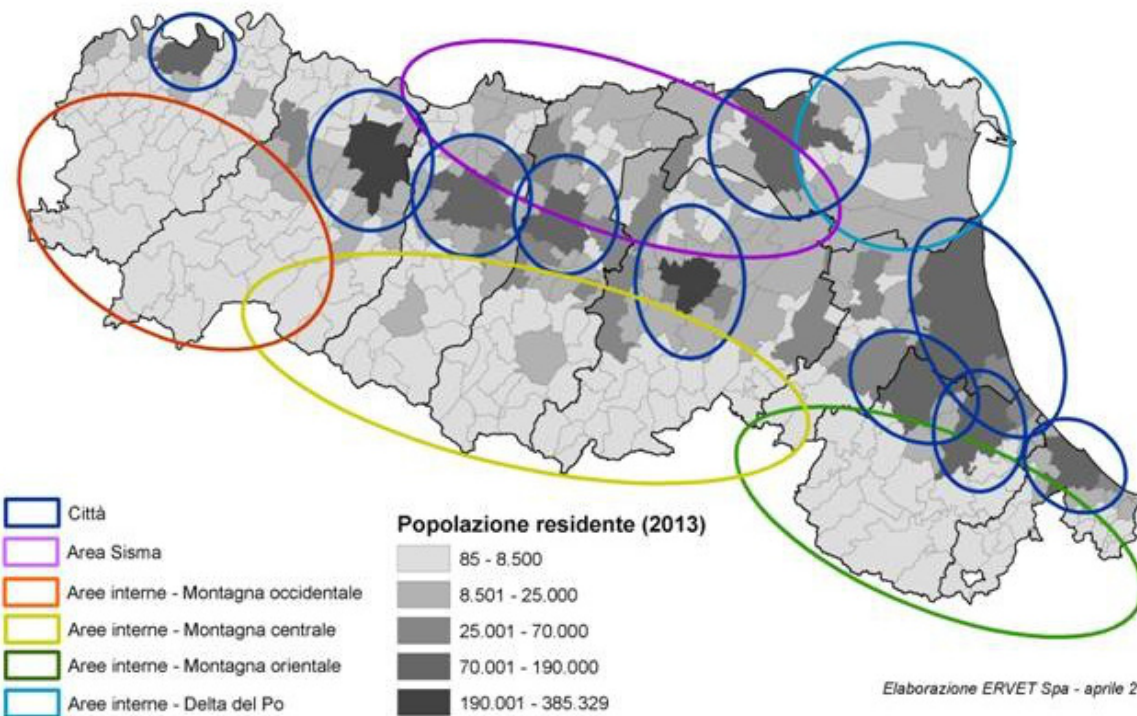 Città
Area Sisma
Aree interne - Montagna occidentale
Aree interne - Montagna centrale
Aree interne - Montagna orientale
Aree interne - Delta del Po
Popolazione residente (2013)
85 - 8.500
8.501 - 25.000
25.001 - 70.000
70.001 - 190.000
190.001 - 385.329
Elaborazione ERVET Spa - aprile 2